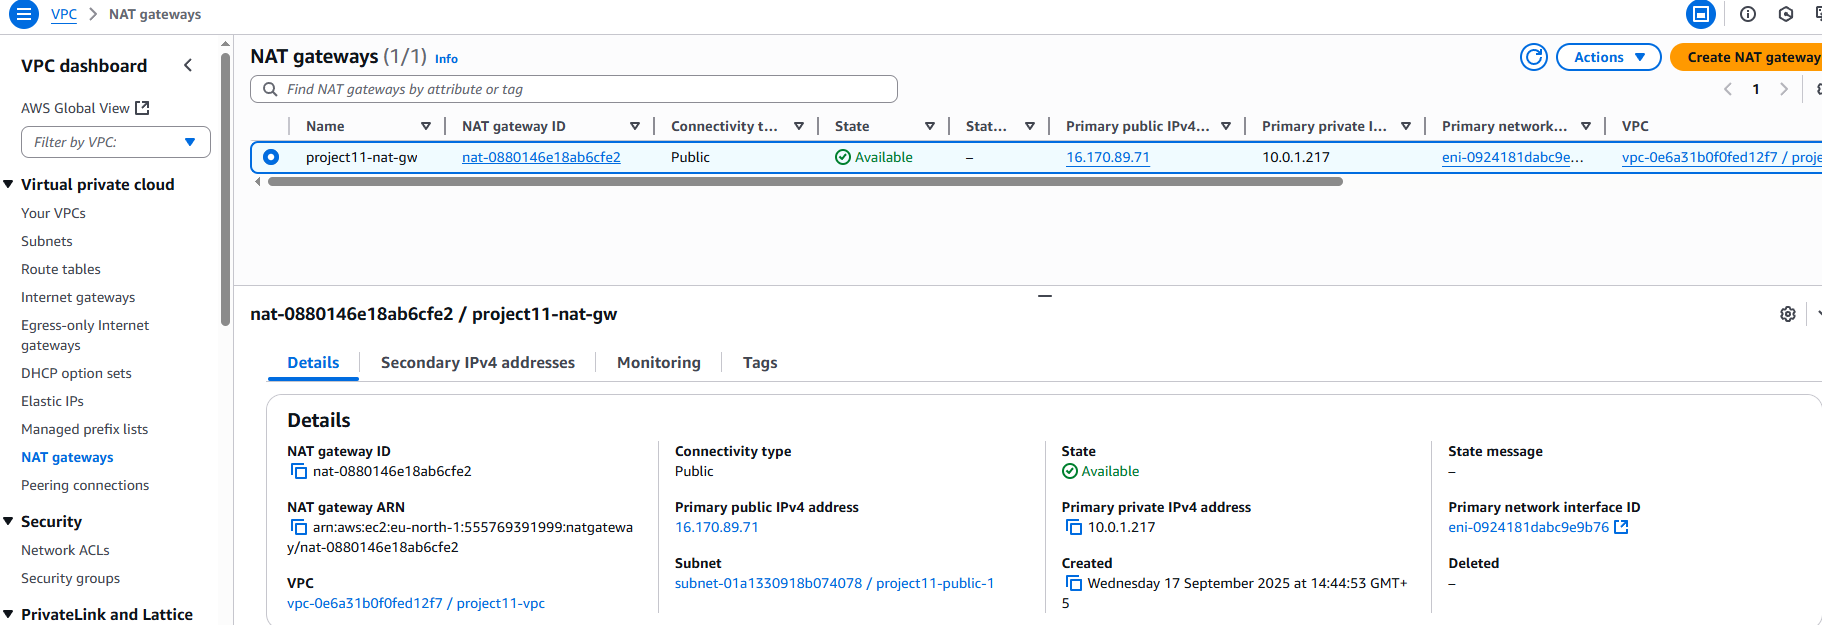 VPC > NAT gateways
VPC dashboard
AWS Global View
Filter by VPC:
Virtual private cloud
Your VPCs
Subnets
Route tables
Internet gateways
Egress-only Internet
gateways
DHCP option sets
Elastic IPs
Managed prefix lists
NAT gateways
Peering connections
Security
Network ACLs
Security groups
PrivateLink and Lattice
NAT gateways (1/1) Info
Actions
Create NAT gateway
Find NAT gateways by attribute or tag
1
Name NAT gateway ID Connectivity t... State Stat... Primary public IPv4... Primary private I... Primary network... VPC
project11-nat-gw nat-0880146e18ab6cfe2 Public Available – 16.170.89.71 10.0.1.217 eni-0924181dabc9e... vpc-0e6a31b0f0fed12f7 / proje
nat-0880146e18ab6cfe2 / project11-nat-gw
Details Secondary IPv4 addresses Monitoring Tags
Details
NAT gateway ID
nat-0880146e18ab6cfe2
Connectivity type
Public
State
Available
State message
–
NAT gateway ARN
arn:aws:ec2:eu-north-1:555769391999:natgatewa
y/nat-0880146e18ab6cfe2
Primary public IPv4 address
16.170.89.71
Primary private IPv4 address
10.0.1.217
Primary network interface ID
eni-0924181dabc9e9b76
VPC
vpc-0e6a31b0f0fed12f7 / project11-vpc
Subnet
subnet-01a1330918b074078 / project11-public-1
Created
Wednesday 17 September 2025 at 14:44:53 GMT+
5
Deleted
–